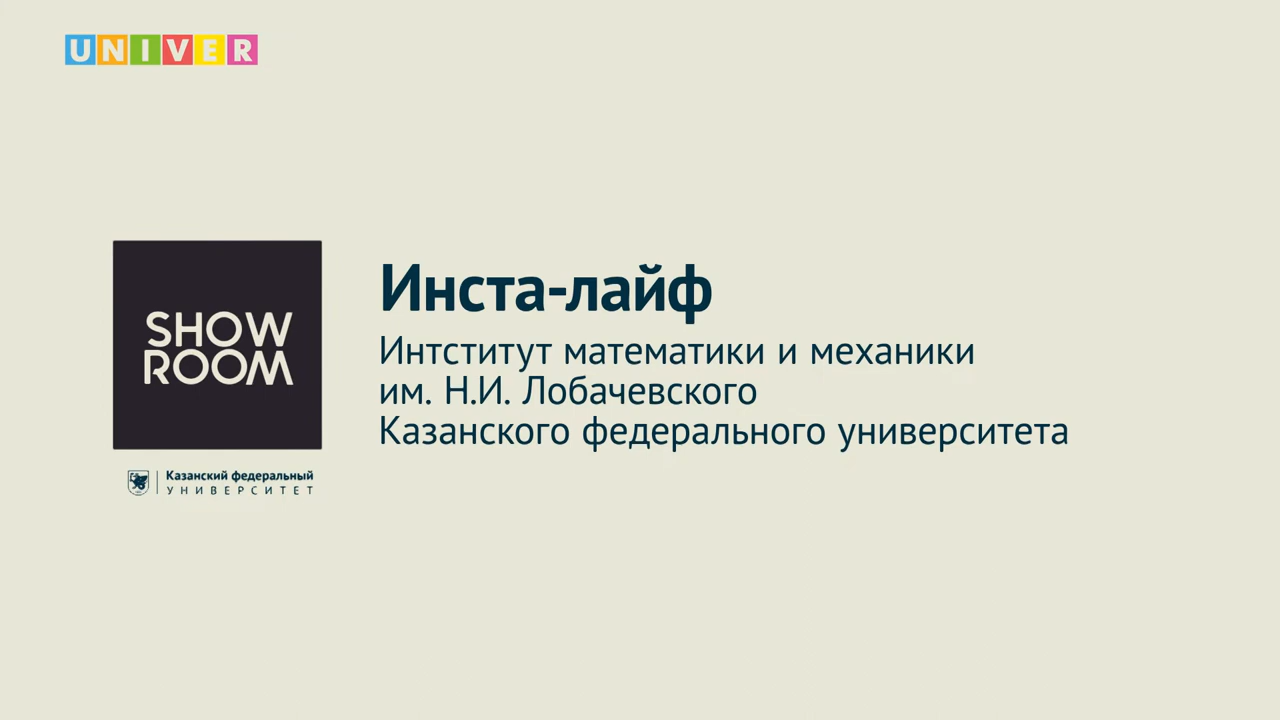 UNIVER
SHOW
ROOM
Казанский федеральный
УНИВЕРСИТЕТ
Инста-лайф
Интститут математики и механики
им. Н.И. Лобачевского
Казанского федерального университета